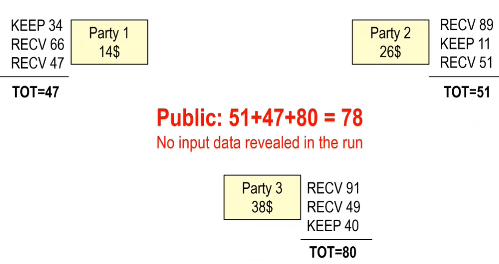 KEEP 34
RECV 66
RECV 47
TOT=47
Party 1
14$
Party 2
26$
RECV 89
KEEP 11
RECV 51
TOT=51
Public: 51+47+80 = 78
No input data revealed in the run
Party 3
38$
RECV 91
RECV 49
KEEP 40
TOT=80